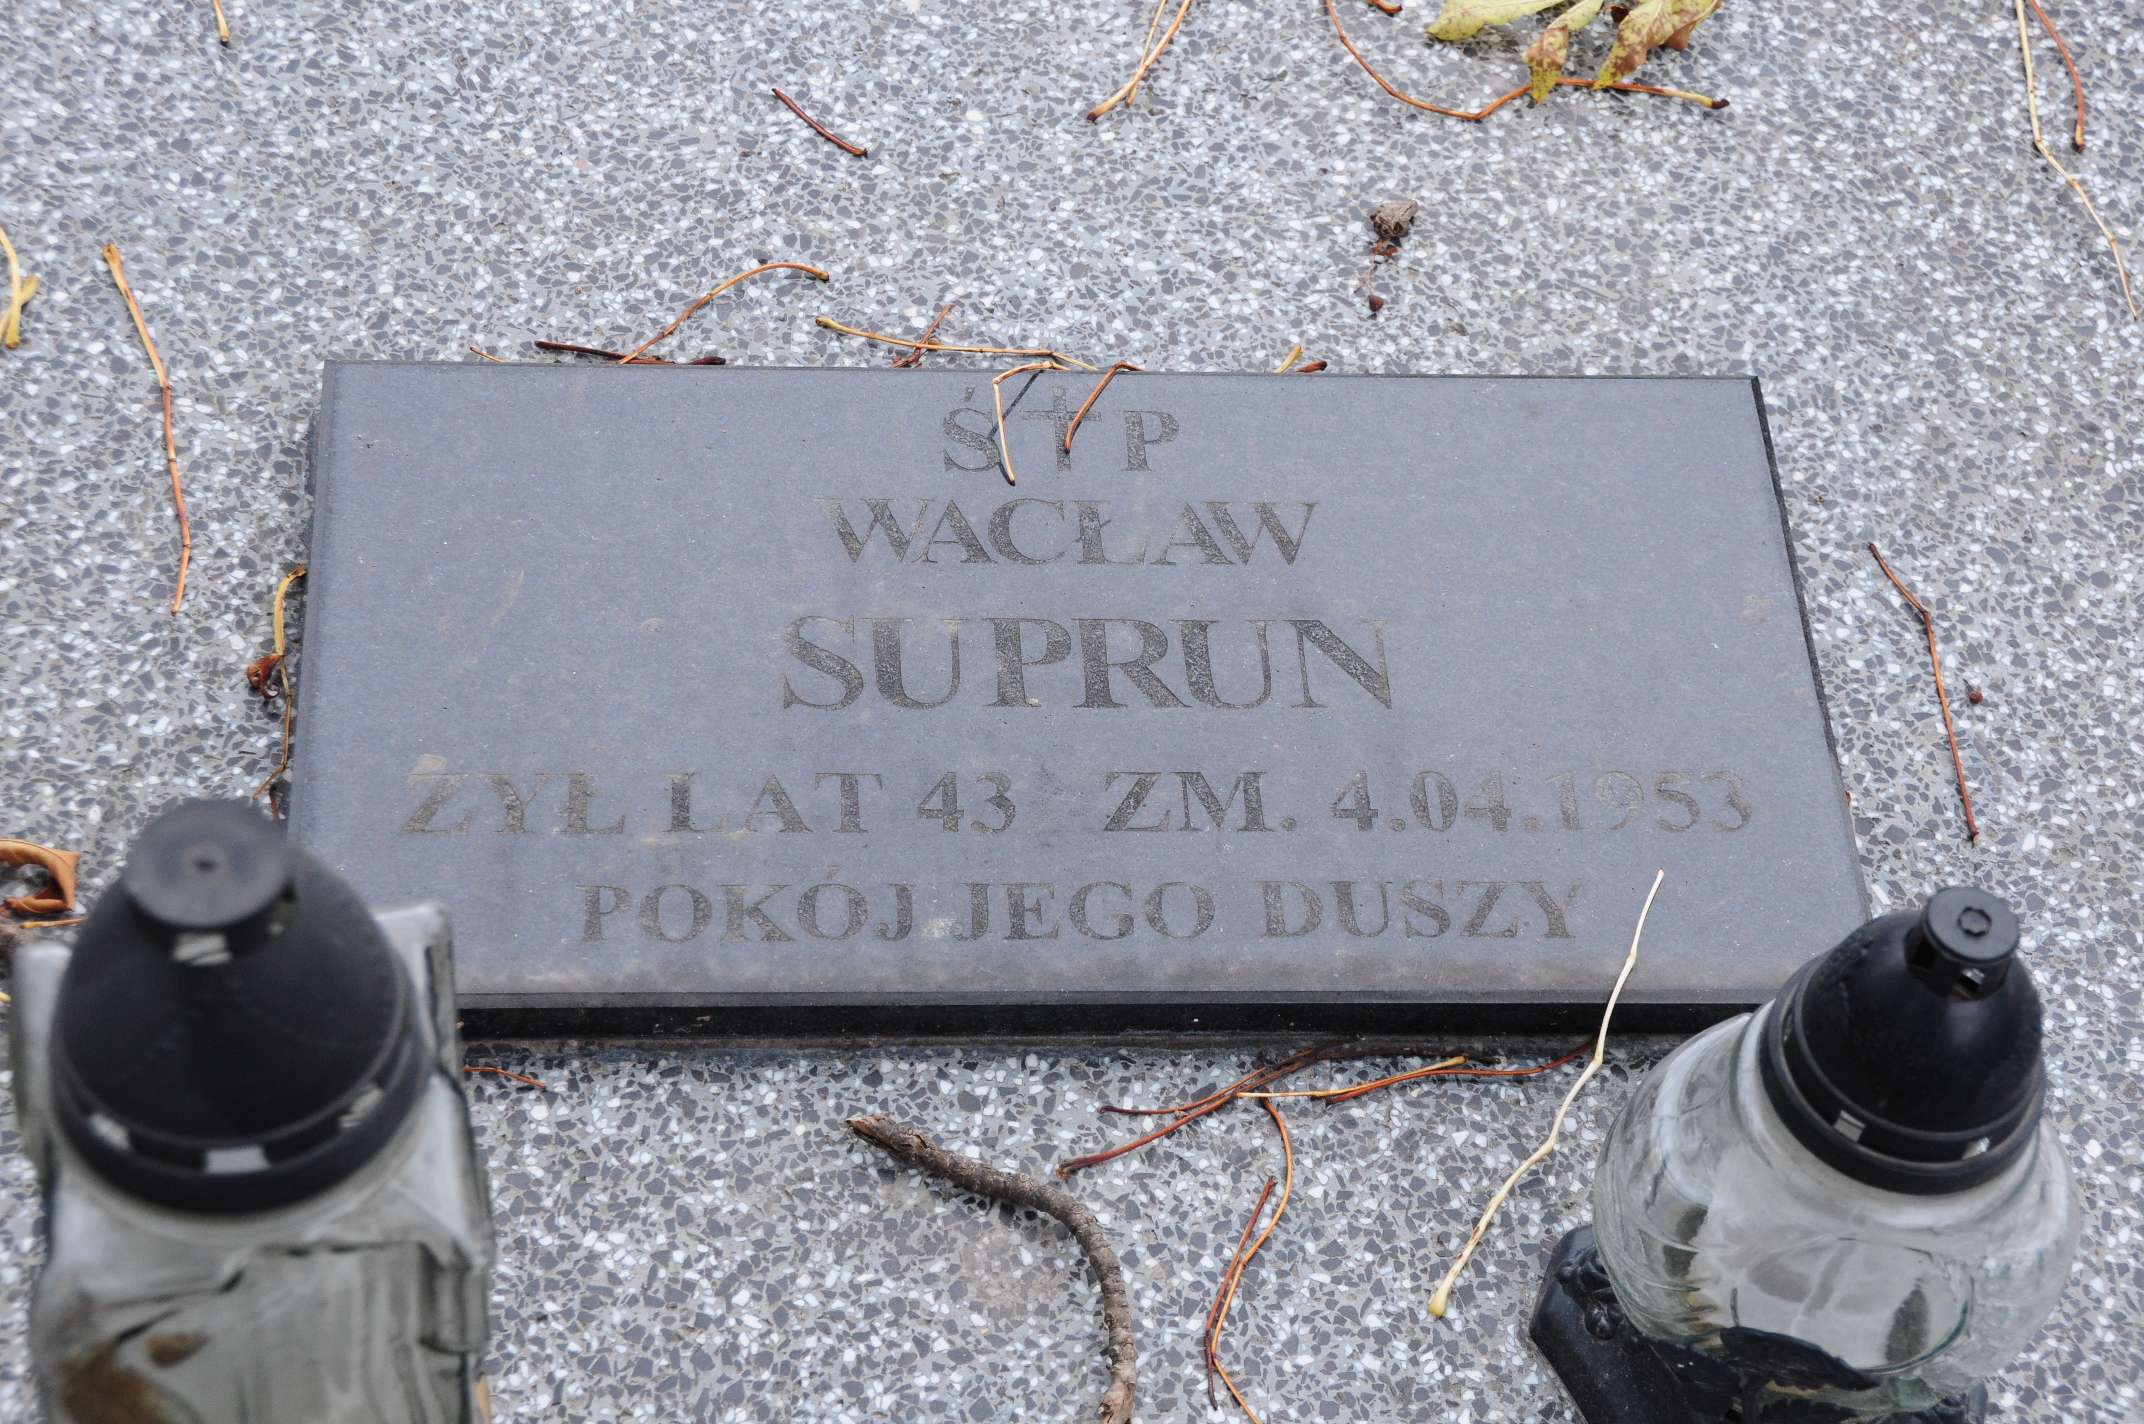 Ś † P
WACŁAW
SUPRUN
ŻYŁ LAT 43 ZM. 4.04.1953
POKÓJ JEGO DUSZY